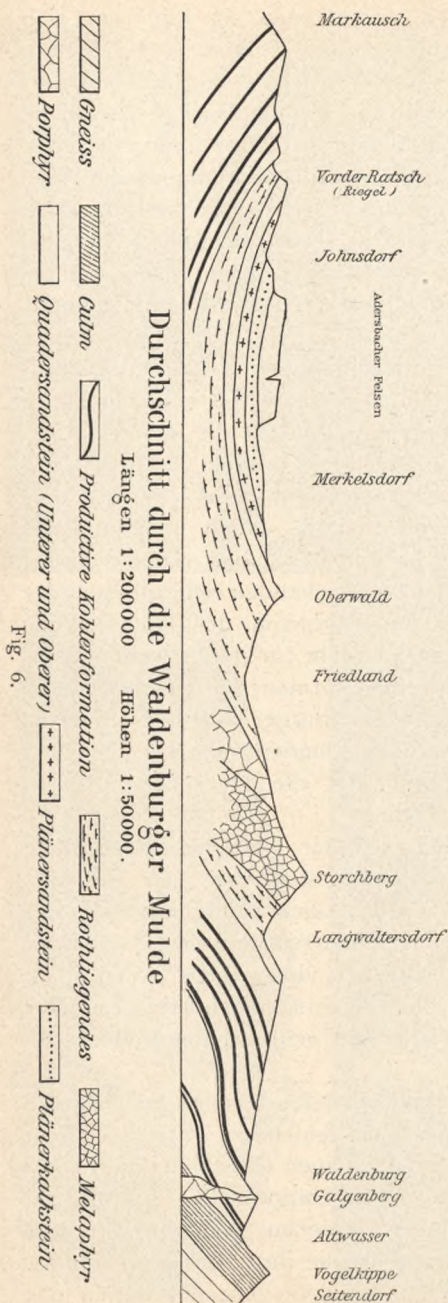 Markausch
Vorder Ratsch
(Riegel)
Johnsdorf
Adersbacher Felsen
Merkelsdorf
Oberwald
Friedland
Storchberg
Langwaltersdorf
Waldenburg
Galgenberg
Altwasser
Vogelkippe
Seitendorf
Durchschnitt durch die Waldenburger Mulde
Längen 1:200000 Höhen 1:50000.
Gneiss Culm Productive Kohlenformation Rothliegendes Melaphyr
Porphyr Quadersandstein (Unterer und Oberer) Plänersandstein Plänerkalkstein
Fig. 6.